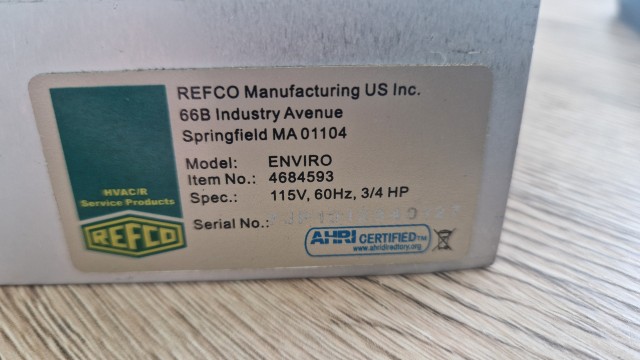 REFCO Manufacturing US Inc.
66B Industry Avenue
Springfield MA 01104
Model: ENVIRO
Item No.: 4684593
Spec.: 115V, 60Hz, 3/4 HP
Serial No.:
HVAC/R
Service Products
REFCO
AHRI CERTIFIED™
www.ahridirectory.org